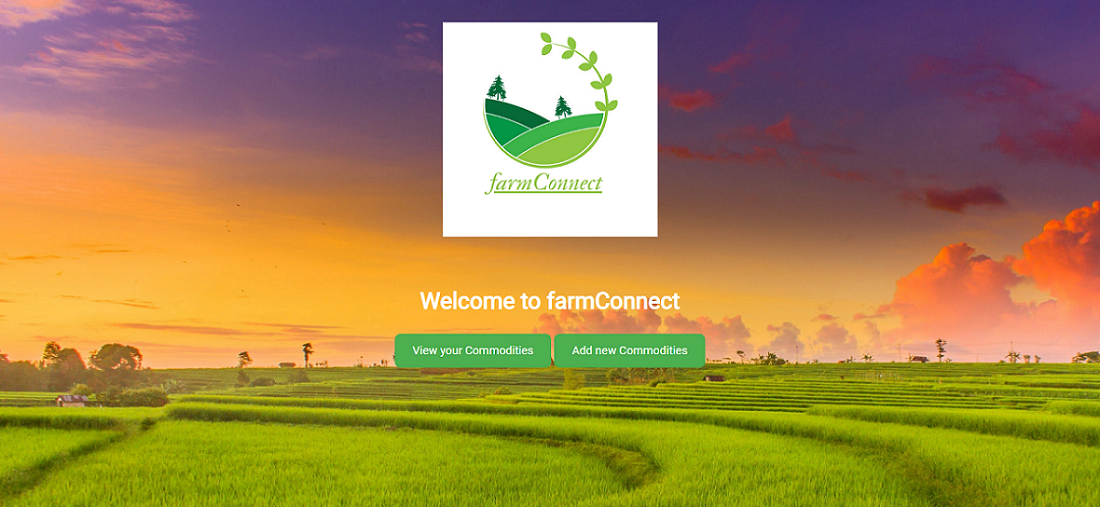 farmConnect
Welcome to farmConnect
View your Commodities
Add new Commodities